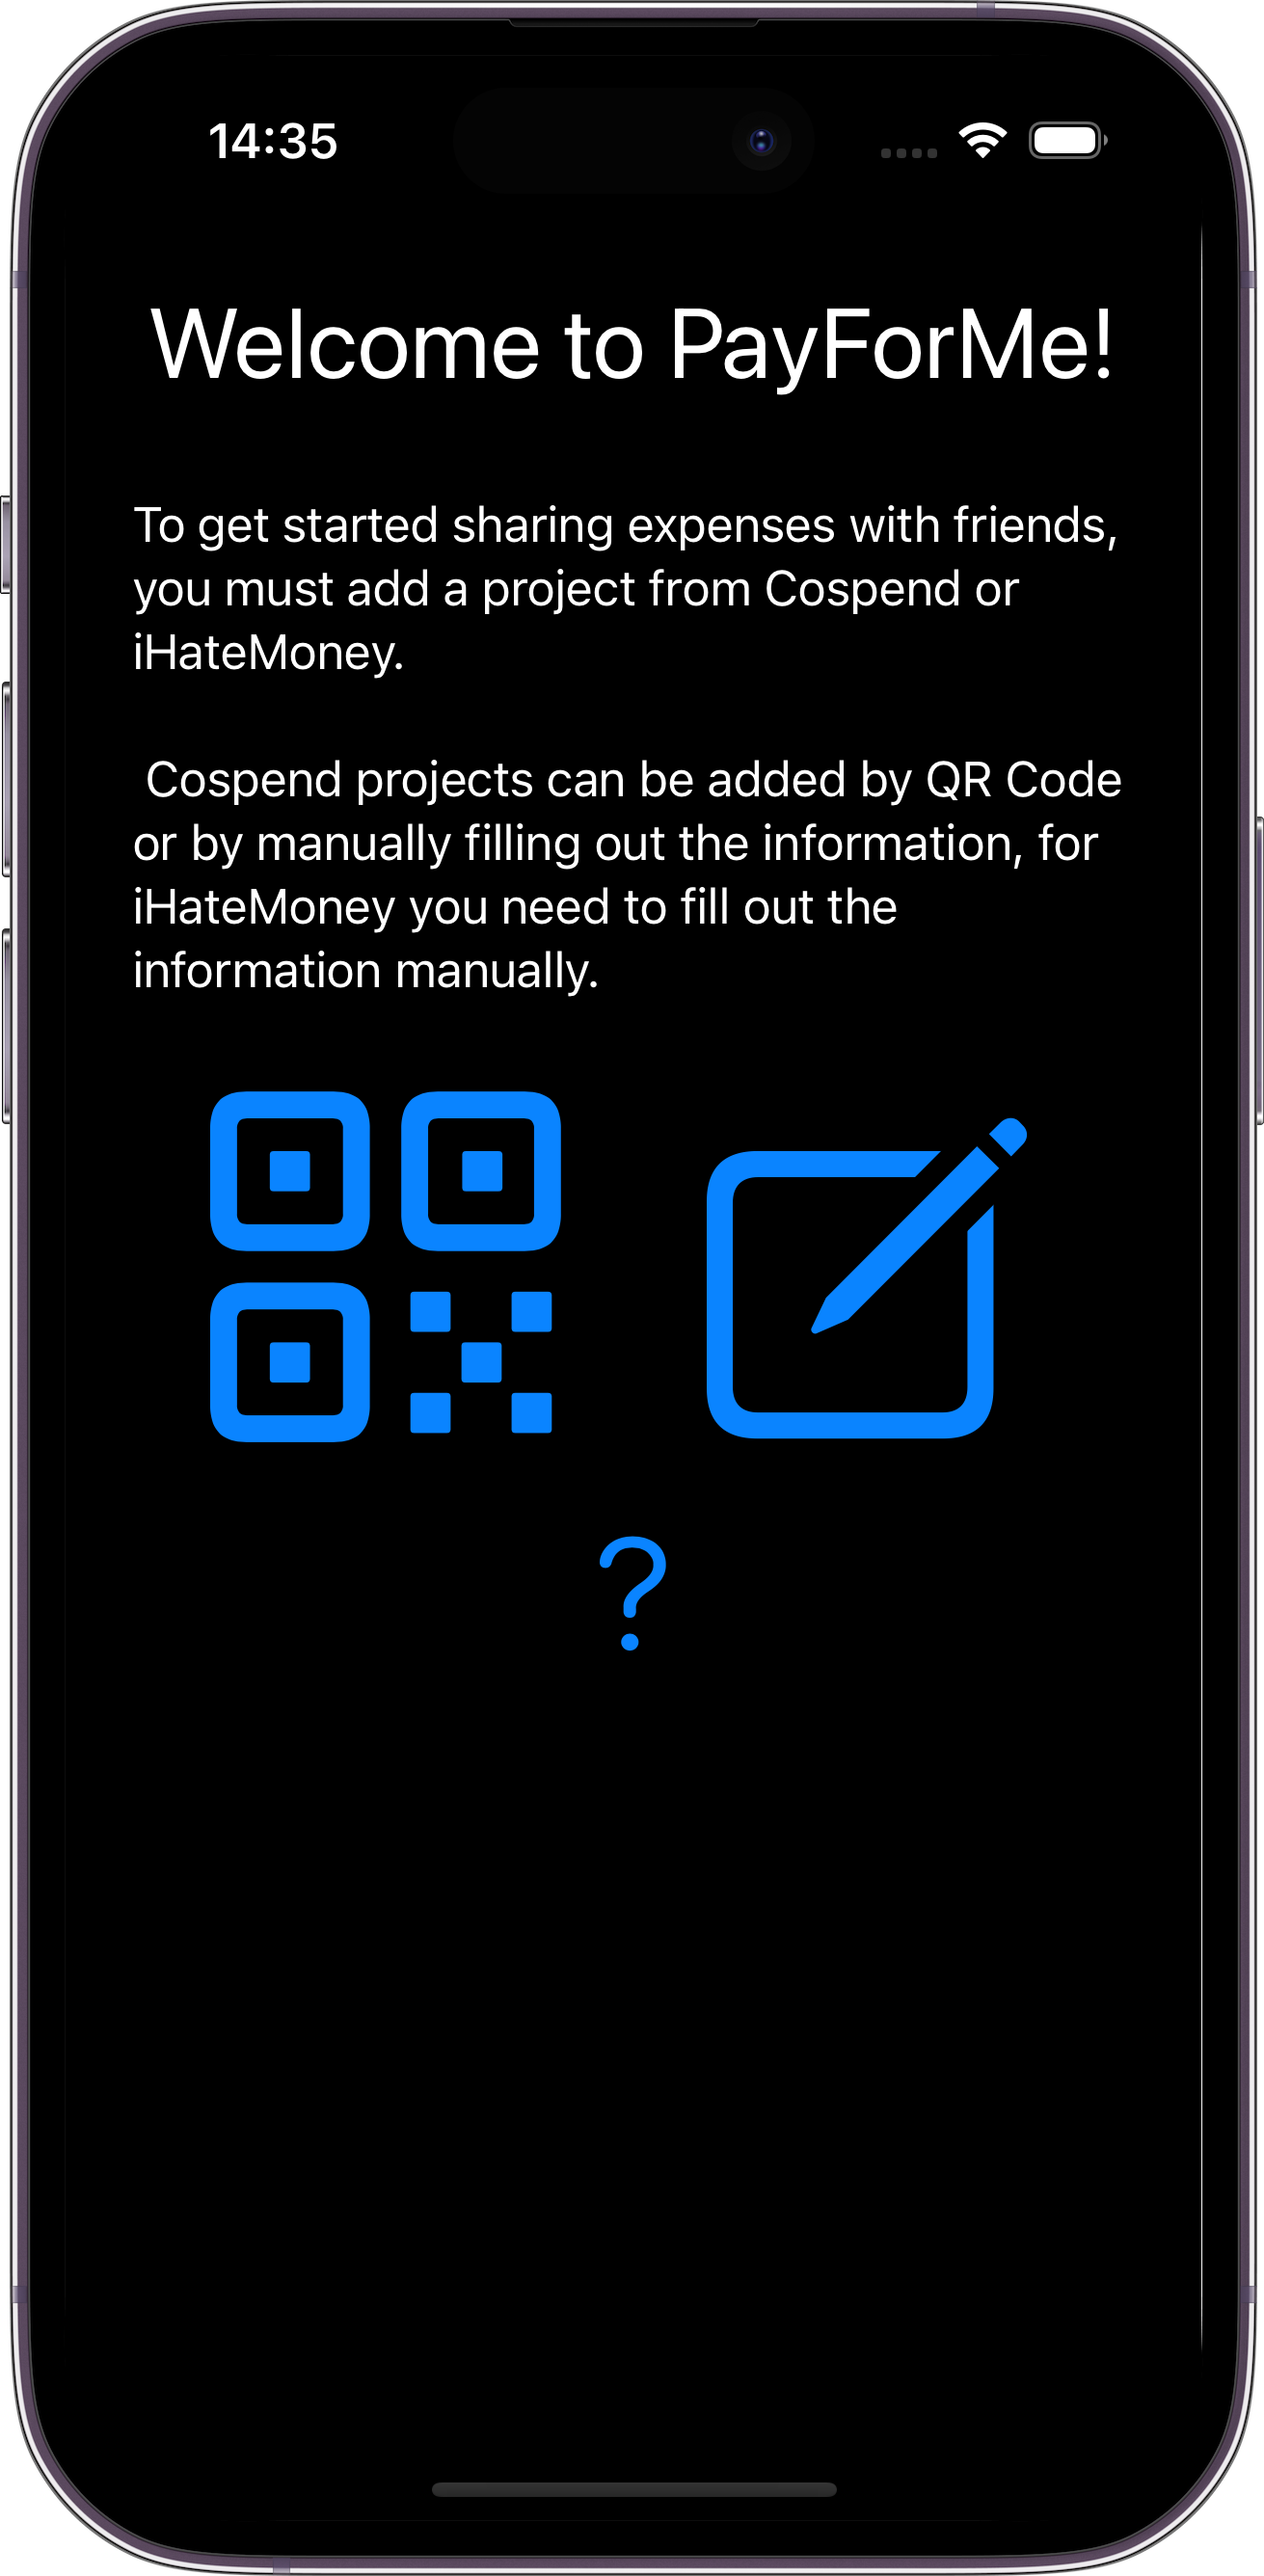 14:35
Welcome to PayForMe!
To get started sharing expenses with friends,
you must add a project from Cospend or
iHateMoney.
Cospend projects can be added by QR Code
or by manually filling out the information, for
iHateMoney you need to fill out the
information manually.
?